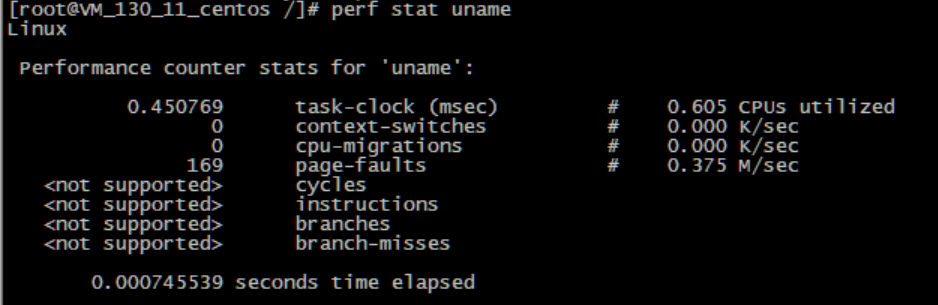 [root@VM_130_11_centos /]# perf stat uname
Linux
Performance counter stats for 'uname':
0.450769 task-clock (msec) # 0.605 CPUs utilized
0 context-switches # 0.000 K/sec
0 cpu-migrations # 0.000 K/sec
169 page-faults # 0.375 M/sec
<not supported> cycles
<not supported> instructions
<not supported> branches
<not supported> branch-misses
0.000745539 seconds time elapsed